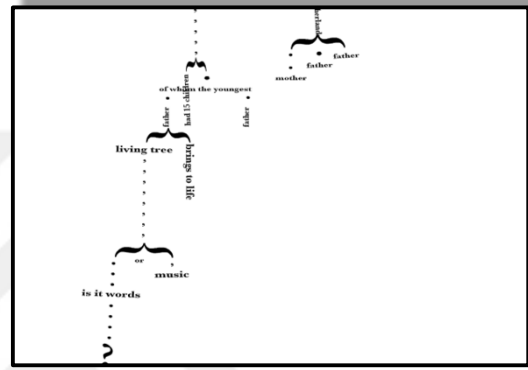 herland
father
father
mother
had 15 children
of whom the youngest
father
father
living tree
brings to life
or
music
is it words
?